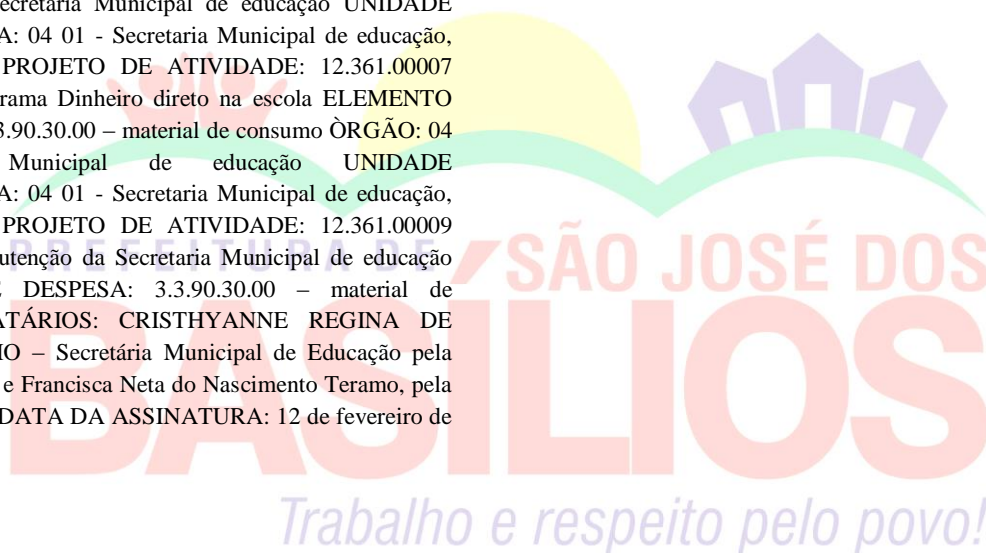 ecretaria Municipal de educação UNIDADE
A: 04 01 - Secretaria Municipal de educação,
PROJETO DE ATIVIDADE: 12.361.00007
rama Dinheiro direto na escola ELEMENTO
3.90.30.00 – material de consumo ÒRGÃO: 04
Municipal de educação UNIDADE
A: 04 01 - Secretaria Municipal de educação,
PROJETO DE ATIVIDADE: 12.361.00009
utenção da Secretaria Municipal de educação
E DESPESA: 3.3.90.30.00 – material de
ATÁRIOS: CRISTHYANNE REGINA DE
IO – Secretária Municipal de Educação pela
e Francisca Neta do Nascimento Teramo, pela
DATA DA ASSINATURA: 12 de fevereiro de
PREFEITURA DE
SÃO JOSÉ DOS
BASÍLIOS
Trabalho e respeito pelo povo!